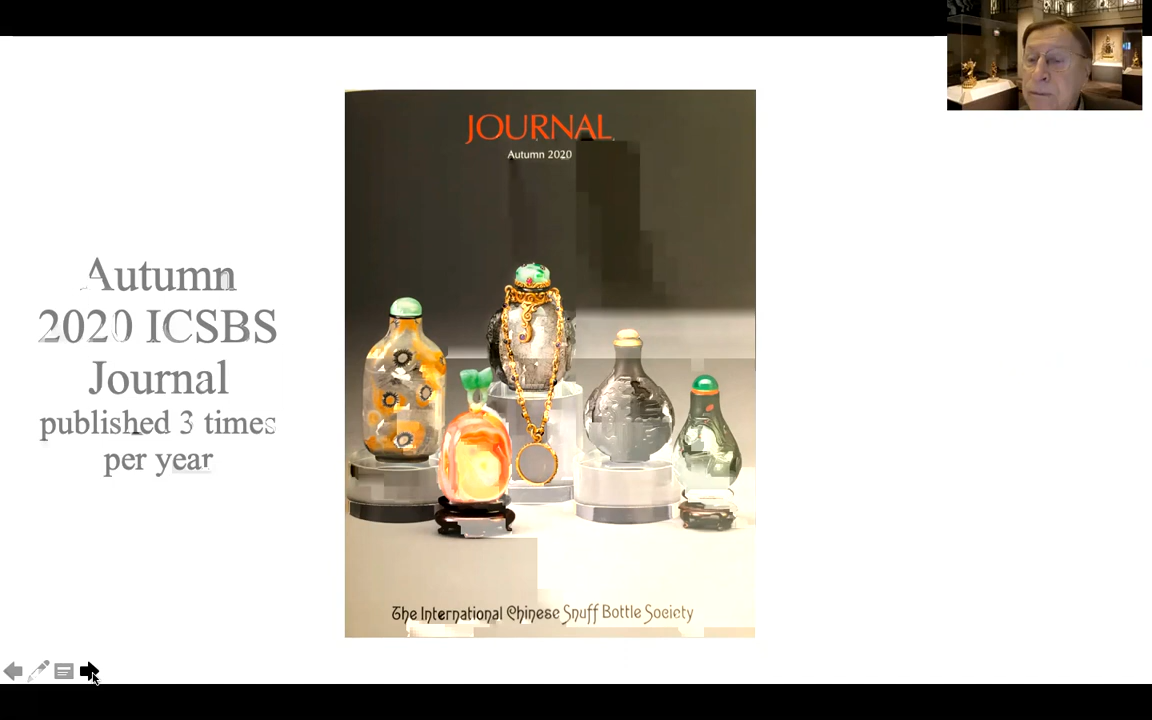 Autumn
2020 ICSBS
Journal
published 3 times
per year
JOURNAL
Autumn 2020
The International Chinese Snuff Bottle Society